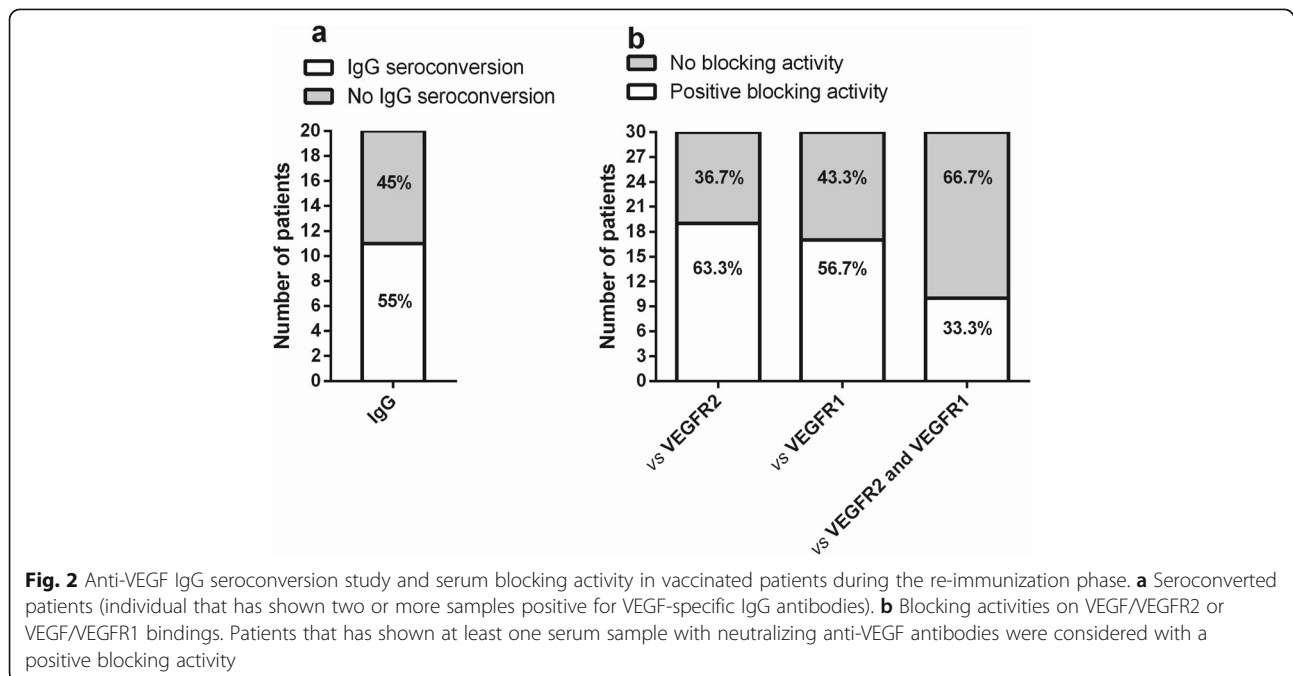 a
IgG seroconversion
No IgG seroconversion
Number of patients
20
18
16
14
12
10
8
6
4
2
0
45%
55%
IgG
b
No blocking activity
Positive blocking activity
Number of patients
30
27
24
21
18
15
12
9
6
3
0
36.7%
43.3%
66.7%
63.3%
56.7%
33.3%
vs VEGFR2
vs VEGFR1
vs VEGFR2 and VEGFR1
Fig. 2 Anti-VEGF IgG seroconversion study and serum blocking activity in vaccinated patients during the re-immunization phase. a Seroconverted
patients (individual that has shown two or more samples positive for VEGF-specific IgG antibodies). b Blocking activities on VEGF/VEGFR2 or
VEGF/VEGFR1 bindings. Patients that has shown at least one serum sample with neutralizing anti-VEGF antibodies were considered with a
positive blocking activity